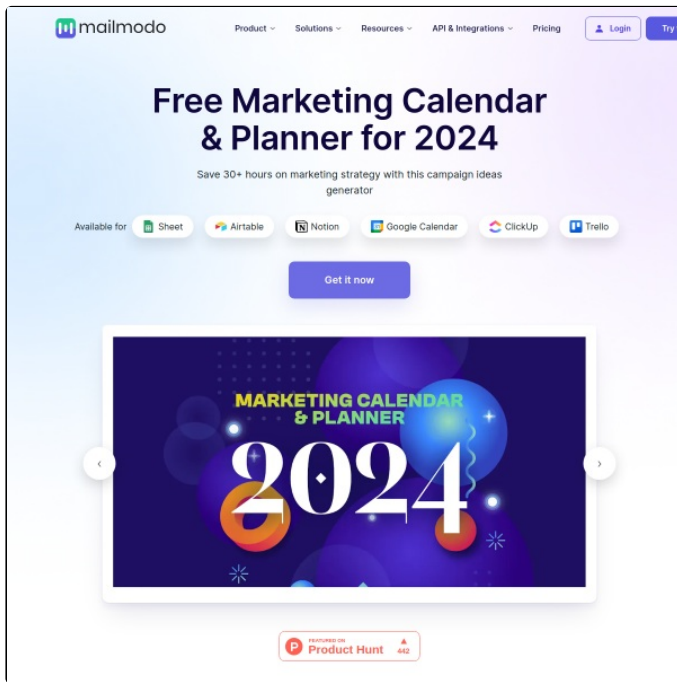 mailmodo
Product
Solutions
Resources
API & Integrations
Pricing
Login
Try
Free Marketing Calendar
& Planner for 2024
Save 30+ hours on marketing strategy with this campaign ideas
generator
Available for
Sheet
Airtable
Notion
Google Calendar
ClickUp
Trello
Get it now
MARKETING CALENDAR
& PLANNER
2024
FEATURED ON
Product Hunt
442